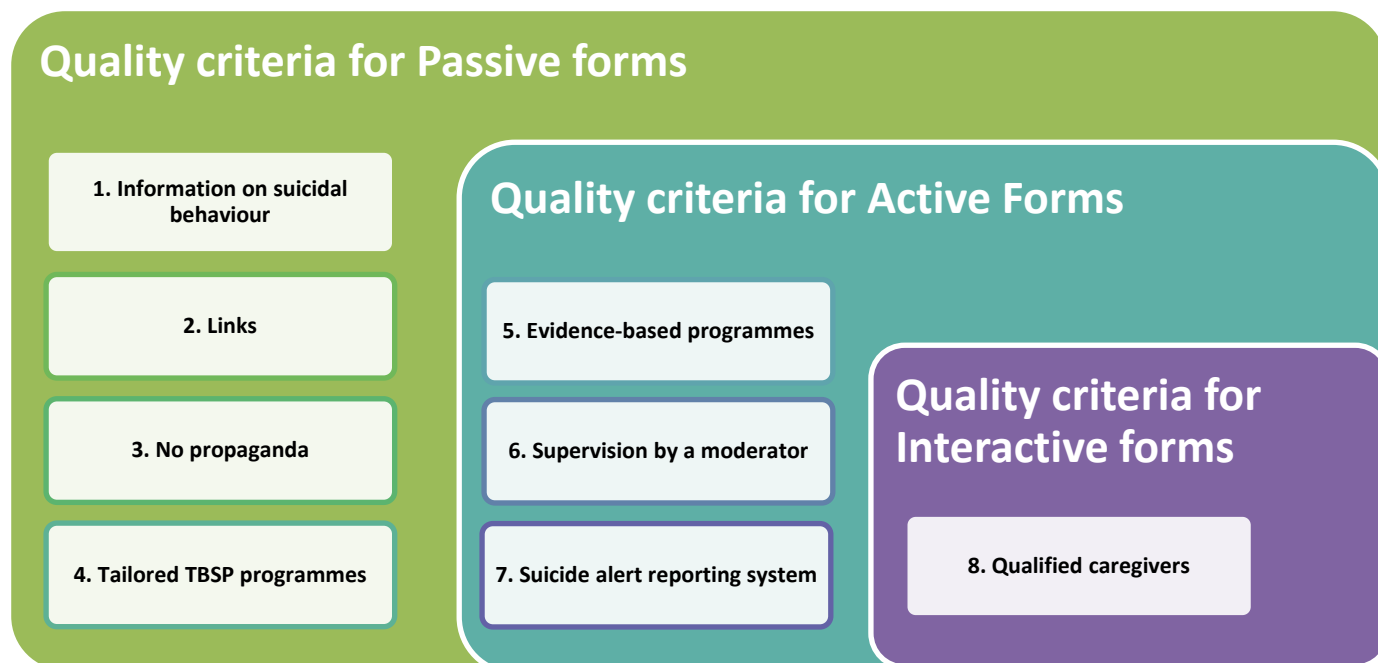 Quality criteria for Passive forms
1. Information on suicidal
behaviour
2. Links
3. No propaganda
4. Tailored TBSP programmes
Quality criteria for Active Forms
5. Evidence-based programmes
6. Supervision by a moderator
7. Suicide alert reporting system
Quality criteria for
Interactive forms
8. Qualified caregivers